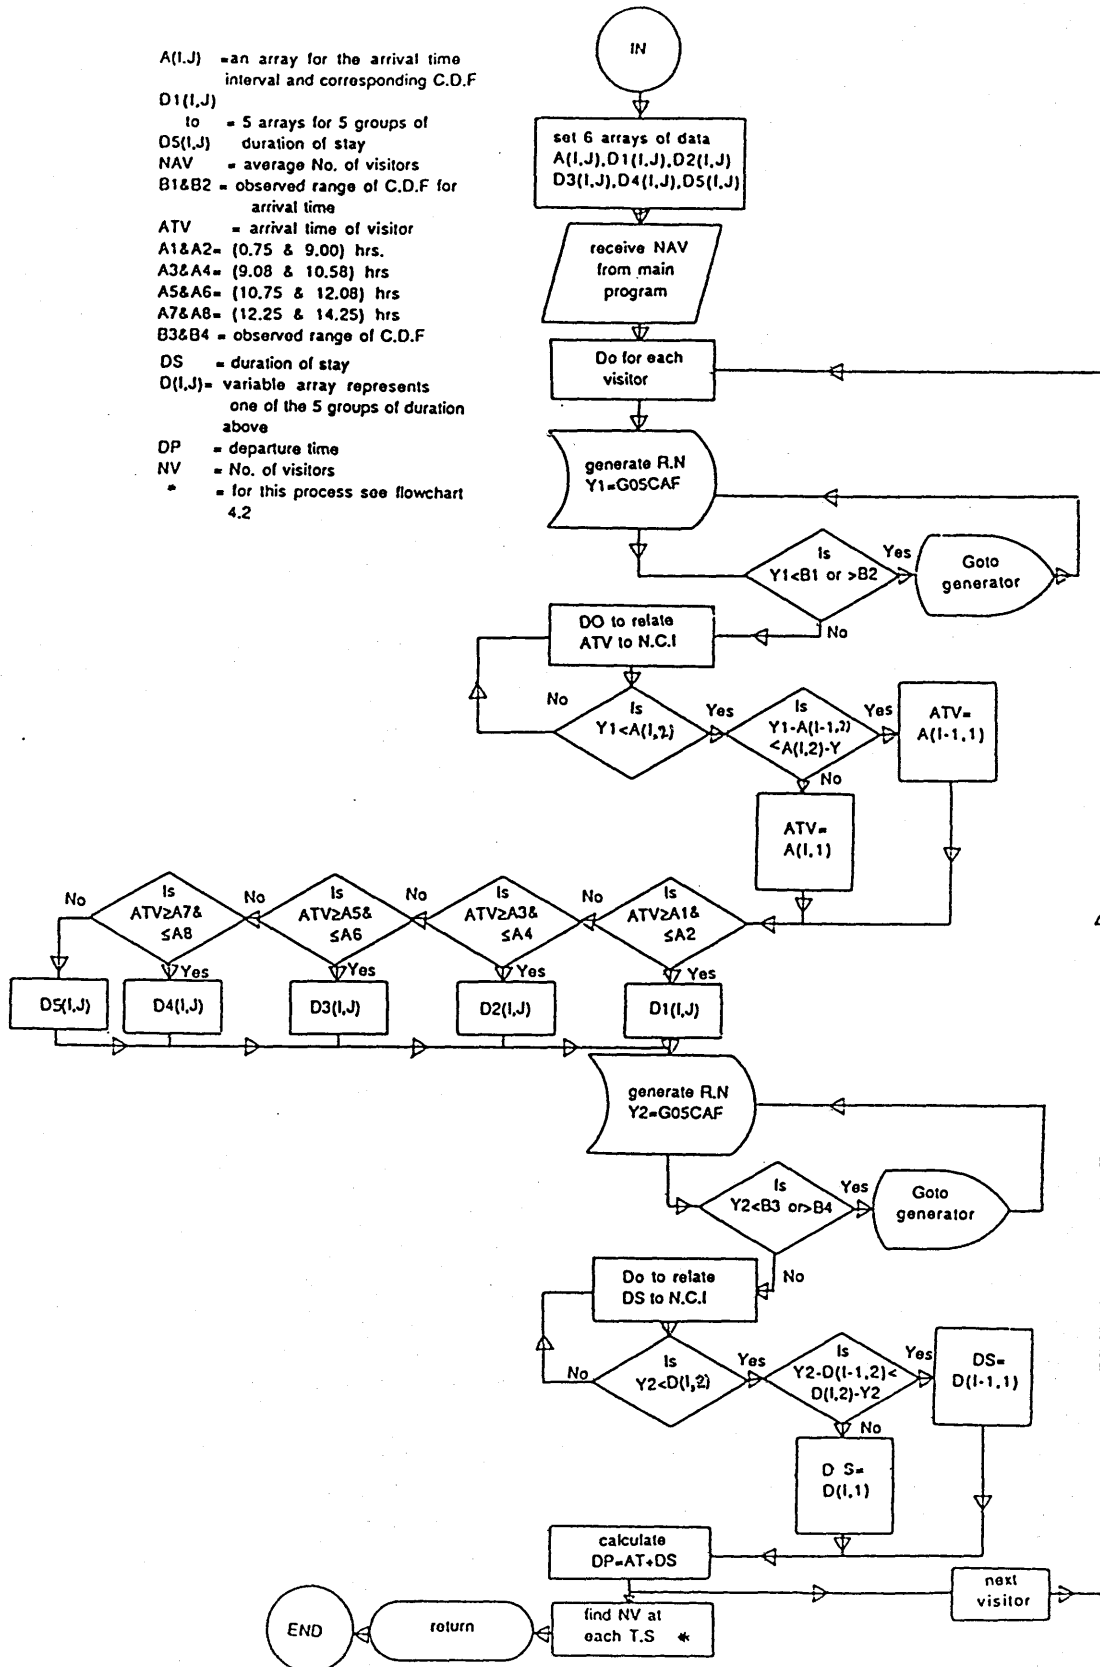 A(I,J) =an array for the arrival time
interval and corresponding C.D.F
D1(I,J)
to = 5 arrays for 5 groups of
D5(I,J) duration of stay
NAV = average No. of visitors
B1&B2 = observed range of C.D.F for
arrival time
ATV = arrival time of visitor
A1&A2= (0.75 & 9.00) hrs.
A3&A4= (9.08 & 10.58) hrs
A5&A6= (10.75 & 12.08) hrs
A7&A8= (12.25 & 14.25) hrs
B3&B4 = observed range of C.D.F
DS = duration of stay
D(I,J)= variable array represents
one of the 5 groups of duration
above
DP = departure time
NV = No. of visitors
* = for this process see flowchart
4.2
IN
set 6 arrays of data
A(I,J),D1(I,J),D2(I,J)
D3(I,J),D4(I,J),D5(I,J)
receive NAV
from main
program
Do for each
visitor
generate R.N
Y1=G05CAF
Is
Y1<B1 or >B2
Yes
Goto
generator
No
DO to relate
ATV to N.C.I
No
Is
Y1<A(I,2)
Yes
Is
Y1-A(I-1,2)
<A(I,2)-Y
Yes
ATV=
A(I-1,1)
No
ATV=
A(I,1)
No
Is
ATV≥A7&
≤A8
No
Is
ATV≥A5&
≤A6
No
Is
ATV≥A3&
≤A4
No
Is
ATV≥A1&
≤A2
Yes
Yes
Yes
Yes
D5(I,J)
D4(I,J)
D3(I,J)
D2(I,J)
D1(I,J)
generate R.N
Y2=G05CAF
Is
Y2<B3 or>B4
Yes
Goto
generator
No
Do to relate
DS to N.C.I
No
Is
Y2<D(I,2)
Yes
Is
Y2-D(I-1,2)<
D(I,2)-Y2
Yes
DS=
D(I-1,1)
No
D S=
D(I,1)
calculate
DP=AT+DS
next
visitor
find NV at
each T.S *
return
END